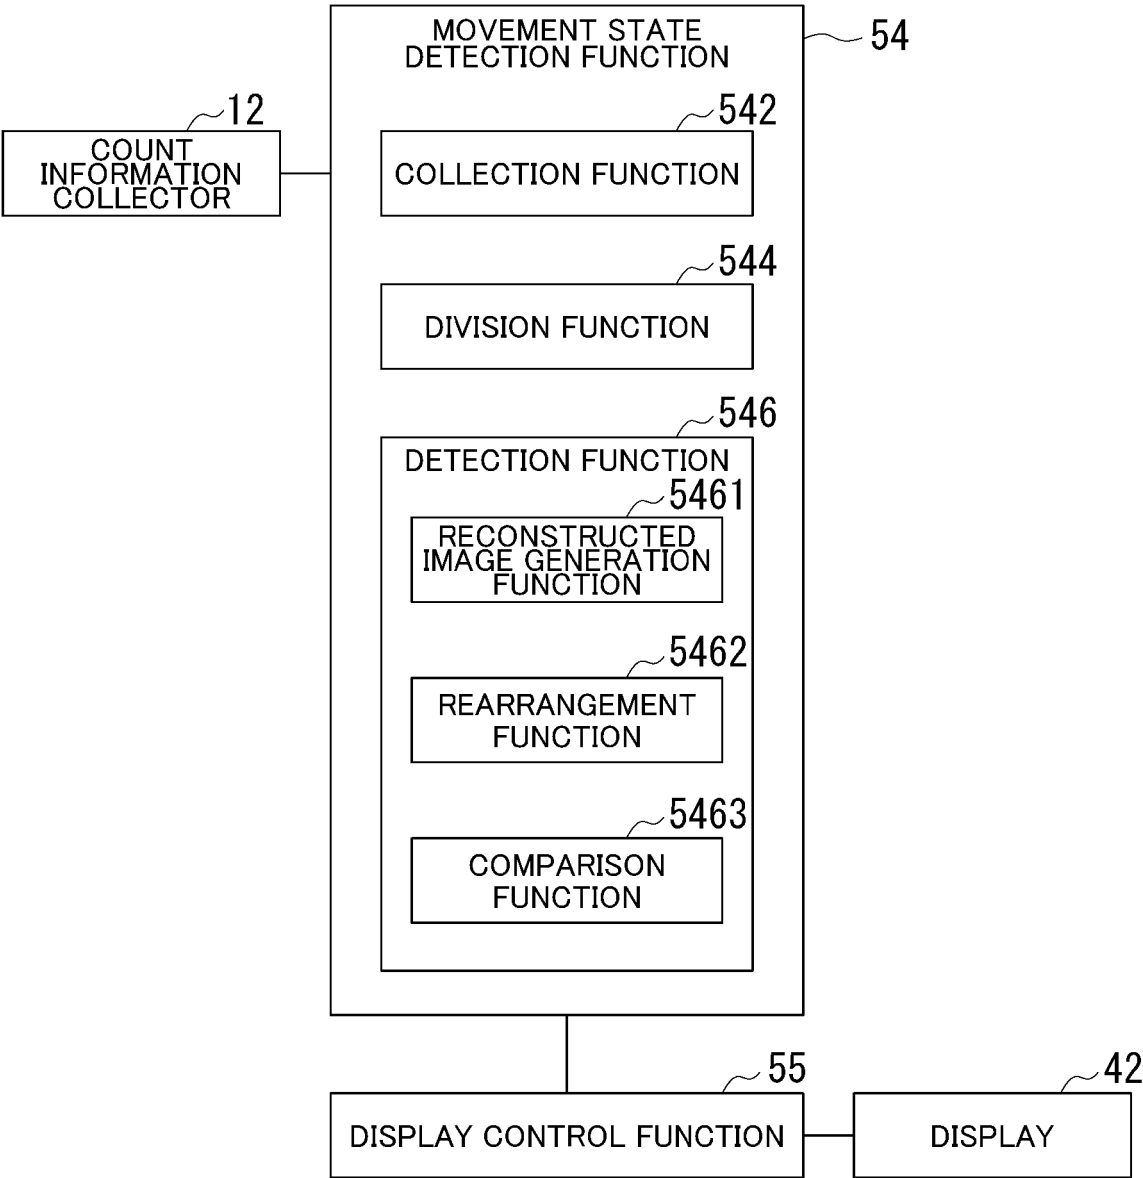 MOVEMENT STATE
DETECTION FUNCTION
54
12
COUNT
INFORMATION
COLLECTOR
542
COLLECTION FUNCTION
544
DIVISION FUNCTION
546
DETECTION FUNCTION
5461
RECONSTRUCTED
IMAGE GENERATION
FUNCTION
5462
REARRANGEMENT
FUNCTION
5463
COMPARISON
FUNCTION
55
DISPLAY CONTROL FUNCTION
42
DISPLAY